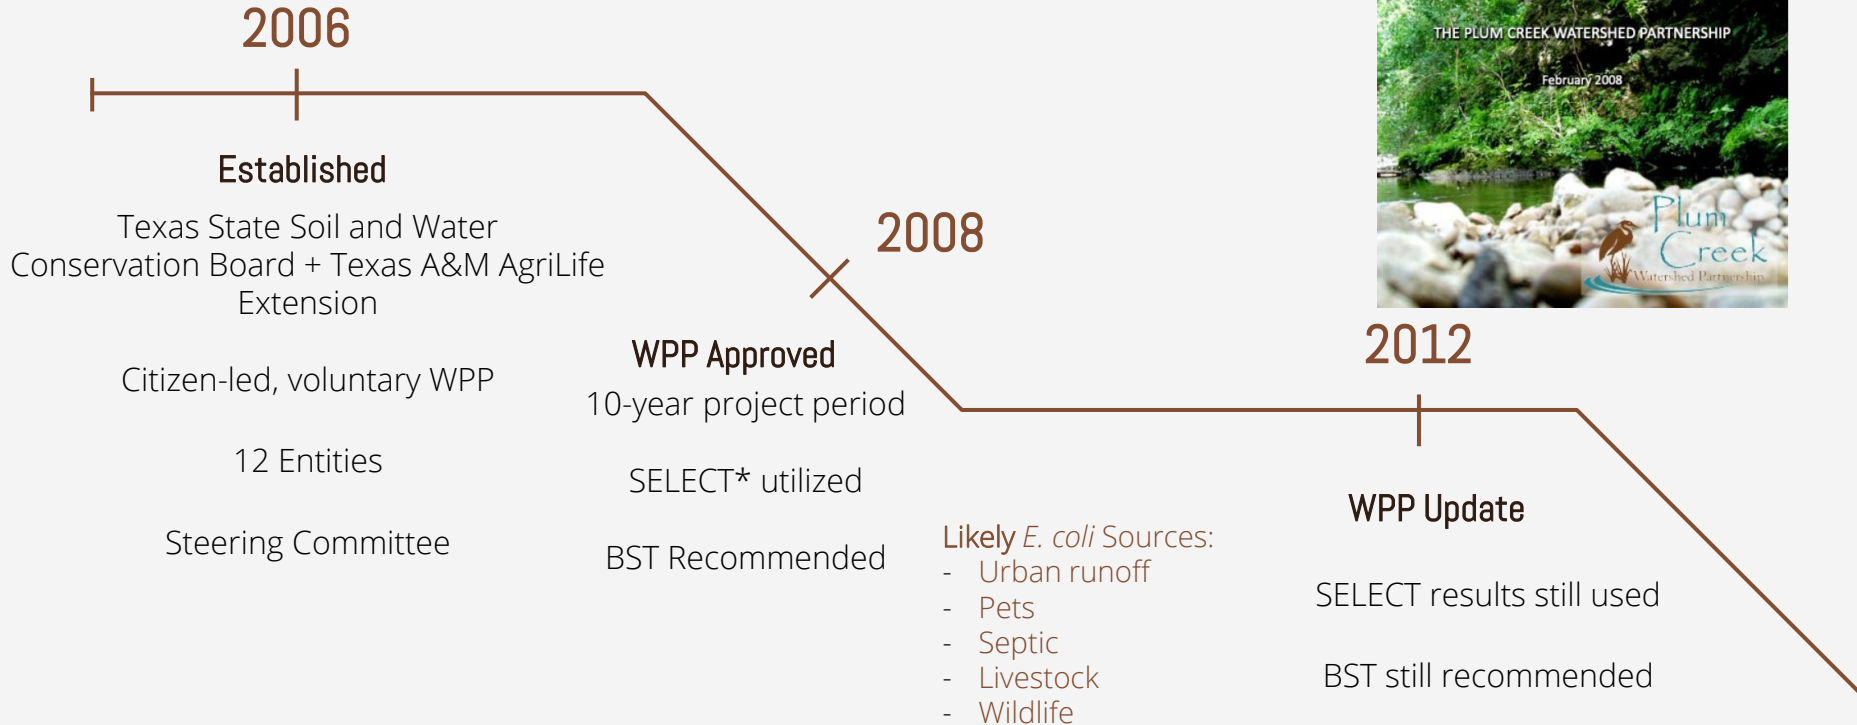 2006
Established
Texas State Soil and Water
Conservation Board + Texas A&M AgriLife
Extension
Citizen-led, voluntary WPP
12 Entities
Steering Committee
2008
WPP Approved
10-year project period
SELECT* utilized
BST Recommended
Likely E. coli Sources:
- Urban runoff
- Pets
- Septic
- Livestock
- Wildlife
THE PLUM CREEK WATERSHED PARTNERSHIP
February 2008
Plum
Creek
Watershed Partnership
2012
WPP Update
SELECT results still used
BST still recommended